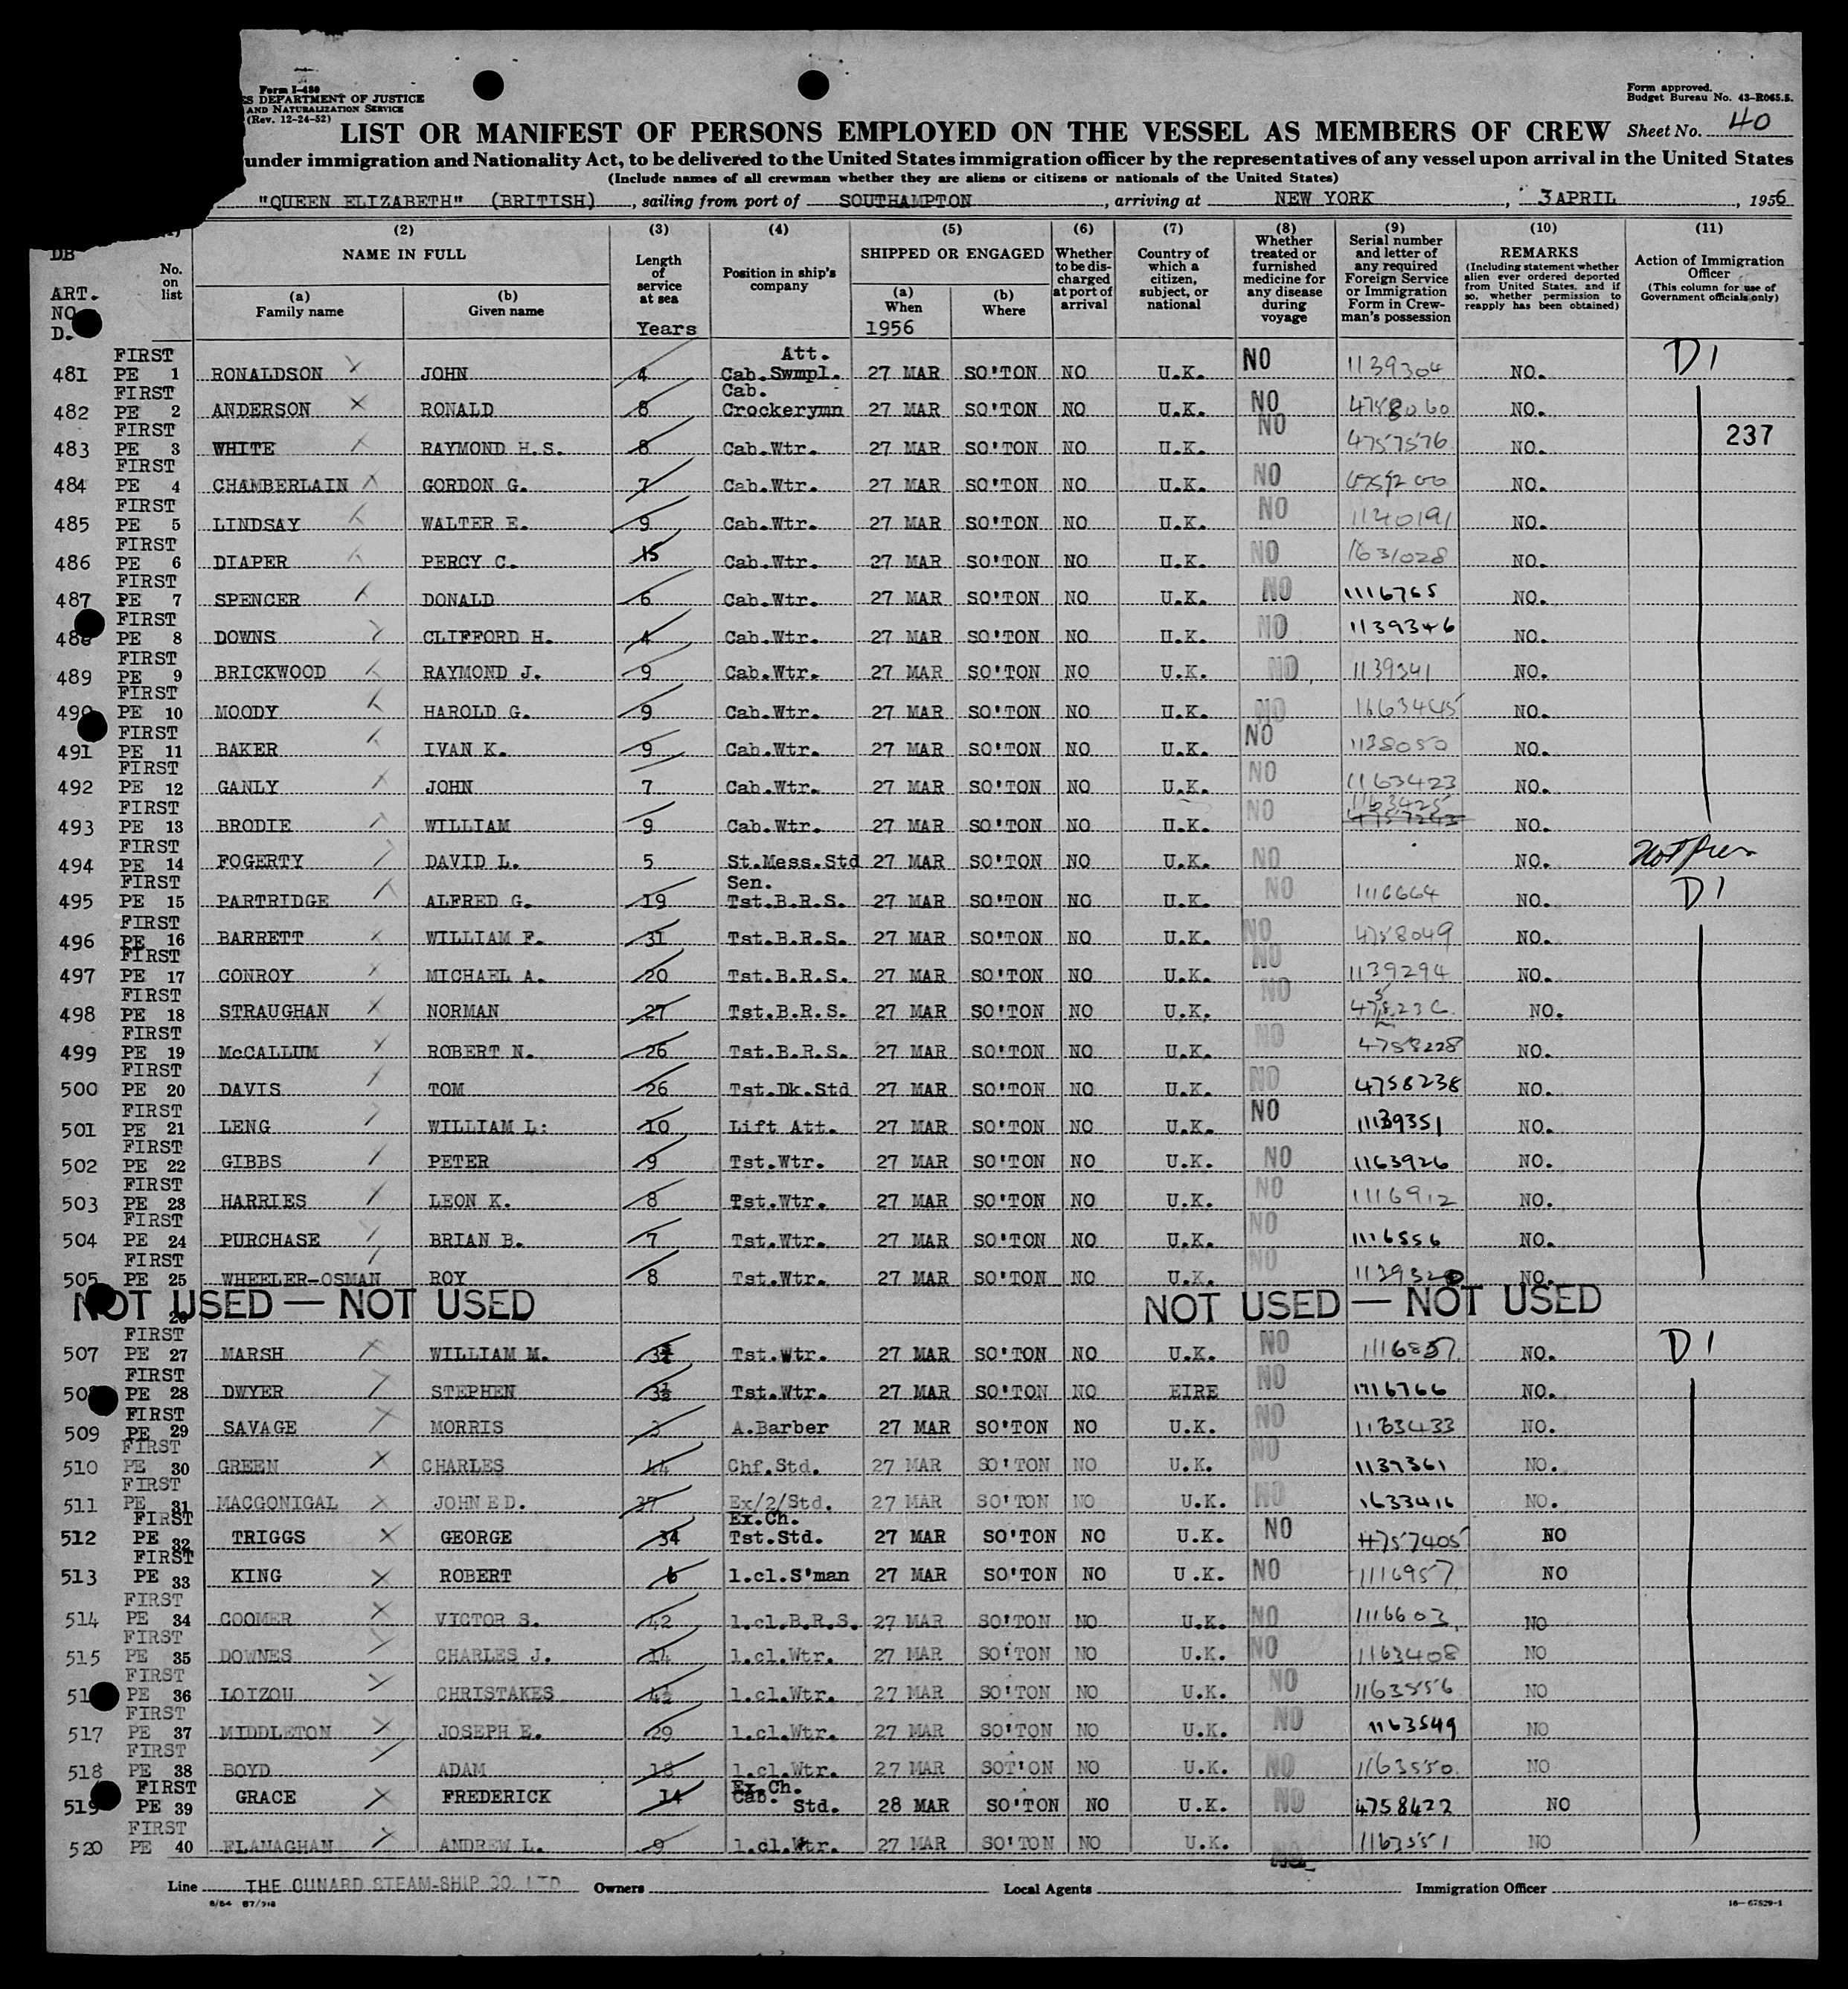 Form I-480
ES DEPARTMENT OF JUSTICE
AND NATURALIZATION SERVICE
(Rev. 12-24-52)
Form approved.
Budget Bureau No. 43-R065.5.
LIST OR MANIFEST OF PERSONS EMPLOYED ON THE VESSEL AS MEMBERS OF CREW Sheet No. 40
under immigration and Nationality Act, to be delivered to the United States immigration officer by the representatives of any vessel upon arrival in the United States
(Include names of all crewman whether they are aliens or citizens or nationals of the United States)
"QUEEN ELIZABETH" (BRITISH), sailing from port of SOUTHAMPTON, arriving at NEW YORK, 3 APRIL, 1956
(2) (3) (4) (5) (6) (7) (8) (9) (10) (11)
ART. NO. D. No. on list
NAME IN FULL (a) Family name (b) Given name
Length of service at sea Years
Position in ship's company
SHIPPED OR ENGAGED (a) When 1956 (b) Where
Whether to be discharged at port of arrival
Country of which a citizen, subject, or national
Whether treated or furnished medicine for any disease during voyage
Serial number and letter of any required Foreign Service or Immigration Form in Crewman's possession
REMARKS (Including statement whether alien ever ordered deported from United States, and if so, whether permission to reapply has been obtained)
Action of Immigration Officer (This column for use of Government officials only)
481 FIRST PE 1 RONALDSON JOHN 4 Att. Cab.Swmpl. 27 MAR SO'TON NO U.K. NO 1139304 NO. D1
482 FIRST PE 2 ANDERSON RONALD 8 Cab. Crockerymn 27 MAR SO'TON NO U.K. NO 4758060 NO.
483 FIRST PE 3 WHITE RAYMOND H.S. 8 Cab.Wtr. 27 MAR SO'TON NO U.K. NO 4757576 NO. 237
484 FIRST PE 4 CHAMBERLAIN GORDON G. 7 Cab.Wtr. 27 MAR SO'TON NO U.K. NO NO.
485 FIRST PE 5 LINDSAY WALTER E. 9 Cab.Wtr. 27 MAR SO'TON NO U.K. NO 1140191 NO.
486 FIRST PE 6 DIAPER PERCY C. 15 Cab.Wtr. 27 MAR SO'TON NO U.K. NO 1631028 NO.
487 FIRST PE 7 SPENCER DONALD 6 Cab.Wtr. 27 MAR SO'TON NO U.K. NO 1116765 NO.
488 FIRST PE 8 DOWNS CLIFFORD H. 4 Cab.Wtr. 27 MAR SO'TON NO U.K. NO 1139346 NO.
489 FIRST PE 9 BRICKWOOD RAYMOND J. 9 Cab.Wtr. 27 MAR SO'TON NO U.K. NO 1139341 NO.
490 FIRST PE 10 MOODY HAROLD G. 9 Cab.Wtr. 27 MAR SO'TON NO U.K. NO NO.
491 FIRST PE 11 BAKER IVAN K. 9 Cab.Wtr. 27 MAR SO'TON NO U.K. NO 1138050 NO.
492 FIRST PE 12 GANLY JOHN 7 Cab.Wtr. 27 MAR SO'TON NO U.K. NO 1163423 NO.
493 FIRST PE 13 BRODIE WILLIAM 9 Cab.Wtr. 27 MAR SO'TON NO U.K. NO 1163425 NO.
494 FIRST PE 14 FOGERTY DAVID L. 5 St.Mess.Std 27 MAR SO'TON NO U.K. NO NO. Not
495 FIRST PE 15 PARTRIDGE ALFRED G. 19 Sen. Tst.B.R.S. 27 MAR SO'TON NO U.K. NO 1116664 NO. D1
496 FIRST PE 16 BARRETT WILLIAM F. 31 Tst.B.R.S. 27 MAR SO'TON NO U.K. NO 4758049 NO.
497 FIRST PE 17 CONROY MICHAEL A. 20 Tst.B.R.S. 27 MAR SO'TON NO U.K. NO 1139294 NO.
498 FIRST PE 18 STRAUGHAN NORMAN 27 Tst.B.R.S. 27 MAR SO'TON NO U.K. NO NO.
499 FIRST PE 19 McCALLUM ROBERT N. 26 Tst.B.R.S. 27 MAR SO'TON NO U.K. NO 4758228 NO.
500 FIRST PE 20 DAVIS TOM 26 Tst.Dk.Std 27 MAR SO'TON NO U.K. NO 4758238 NO.
501 FIRST PE 21 LENG WILLIAM L: 10 Lift Att. 27 MAR SO'TON NO U.K. NO 1139351 NO.
502 FIRST PE 22 GIBBS PETER 9 Tst.Wtr. 27 MAR SO'TON NO U.K. NO 1163926 NO.
503 FIRST PE 23 HARRIES LEON K. 8 Tst.Wtr. 27 MAR SO'TON NO U.K. NO 1116912 NO.
504 FIRST PE 24 PURCHASE BRIAN B. 7 Tst.Wtr. 27 MAR SO'TON NO U.K. NO 1116556 NO.
505 FIRST PE 25 WHEELER-OSMAN ROY 8 Tst.Wtr. 27 MAR SO'TON NO U.K. NO 1139320 NO.
NOT USED — NOT USED NOT USED — NOT USED
507 FIRST PE 27 MARSH WILLIAM M. Tst.Wtr. 27 MAR SO'TON NO U.K. NO 1116857 NO. D1
508 FIRST PE 28 DWYER STEPHEN 3½ Tst.Wtr. 27 MAR SO'TON NO EIRE NO 1116766 NO.
509 FIRST PE 29 SAVAGE MORRIS 3 A.Barber 27 MAR SO'TON NO U.K. NO 1163433 NO.
510 FIRST PE 30 GREEN CHARLES 44 Chf.Std. 27 MAR SO'TON NO U.K. NO 1139361 NO.
511 FIRST PE 31 MACGONIGAL JOHN E D. 37 Ex/2/Std. 27 MAR SO'TON NO U.K. NO 1633416 NO.
512 FIRST PE 32 TRIGGS GEORGE 34 Ex.Ch. Tst.Std. 27 MAR SO'TON NO U.K. NO 4757405 NO
513 FIRST PE 33 KING ROBERT 6 1.cl.S'man 27 MAR SO'TON NO U.K. NO 1116957 NO
514 FIRST PE 34 COOMER VICTOR S. 42 1.cl.B.R.S. 27 MAR SO'TON NO U.K. NO 1116603 NO
515 FIRST PE 35 DOWNES CHARLES J. 14 1.cl.Wtr. 27 MAR SO'TON NO U.K. NO 1163408 NO
51 FIRST PE 36 LOIZOU CHRISTAKES 4½ 1.cl.Wtr. 27 MAR SO'TON NO U.K. NO 1163556 NO
517 FIRST PE 37 MIDDLETON JOSEPH E. 29 1.cl.Wtr. 27 MAR SO'TON NO U.K. NO 1163549 NO
518 FIRST PE 38 BOYD ADAM 18 1.cl.Wtr. 27 MAR SOT'ON NO U.K. NO 1163550 NO
519 FIRST PE 39 GRACE FREDERICK 14 Ex.Ch. Cab. Std. 28 MAR SO'TON NO U.K. NO 4758422 NO
520 FIRST PE 40 FLANAGHAN ANDREW L. 9 1.cl.Wtr. 27 MAR SO'TON NO U.K. 1163551 NO
Line THE CUNARD STEAM-SHIP CO. LTD Owners Local Agents Immigration Officer
16—67529-1